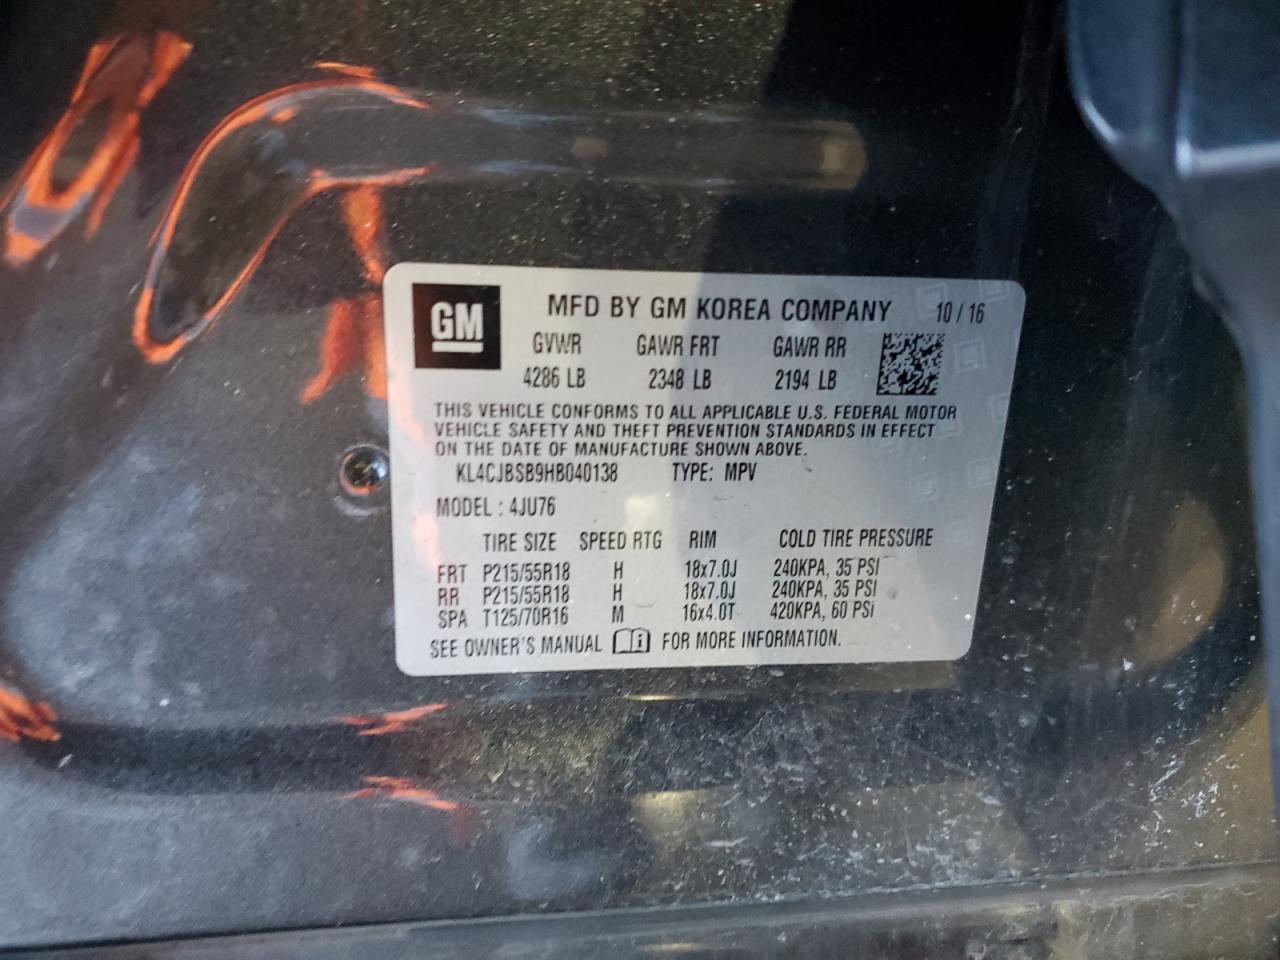 GM MFD BY GM KOREA COMPANY 10 / 16
GVWR GAWR FRT GAWR RR
4286 LB 2348 LB 2194 LB
THIS VEHICLE CONFORMS TO ALL APPLICABLE U.S. FEDERAL MOTOR
VEHICLE SAFETY AND THEFT PREVENTION STANDARDS IN EFFECT
ON THE DATE OF MANUFACTURE SHOWN ABOVE.
KL4CJBSB9HB040138 TYPE: MPV
MODEL : 4JU76
TIRE SIZE SPEED RTG RIM COLD TIRE PRESSURE
FRT P215/55R18 H 18x7.0J 240KPA, 35 PSI
RR P215/55R18 H 18x7.0J 240KPA, 35 PSI
SPA T125/70R16 M 16x4.0T 420KPA, 60 PSi
SEE OWNER'S MANUAL i FOR MORE INFORMATION.